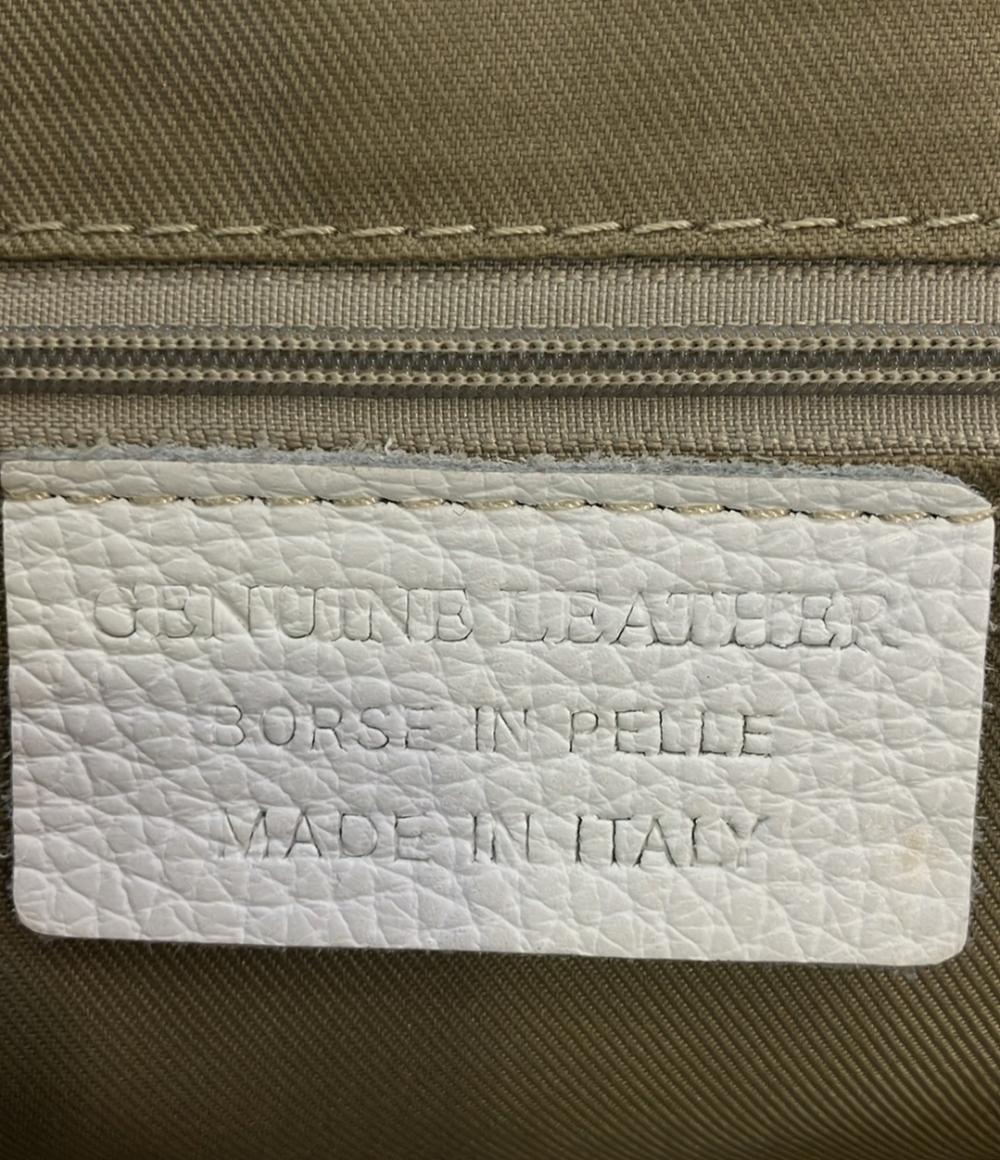 GENUINE LEATHER
BORSE IN PELLE
MADE IN ITALY